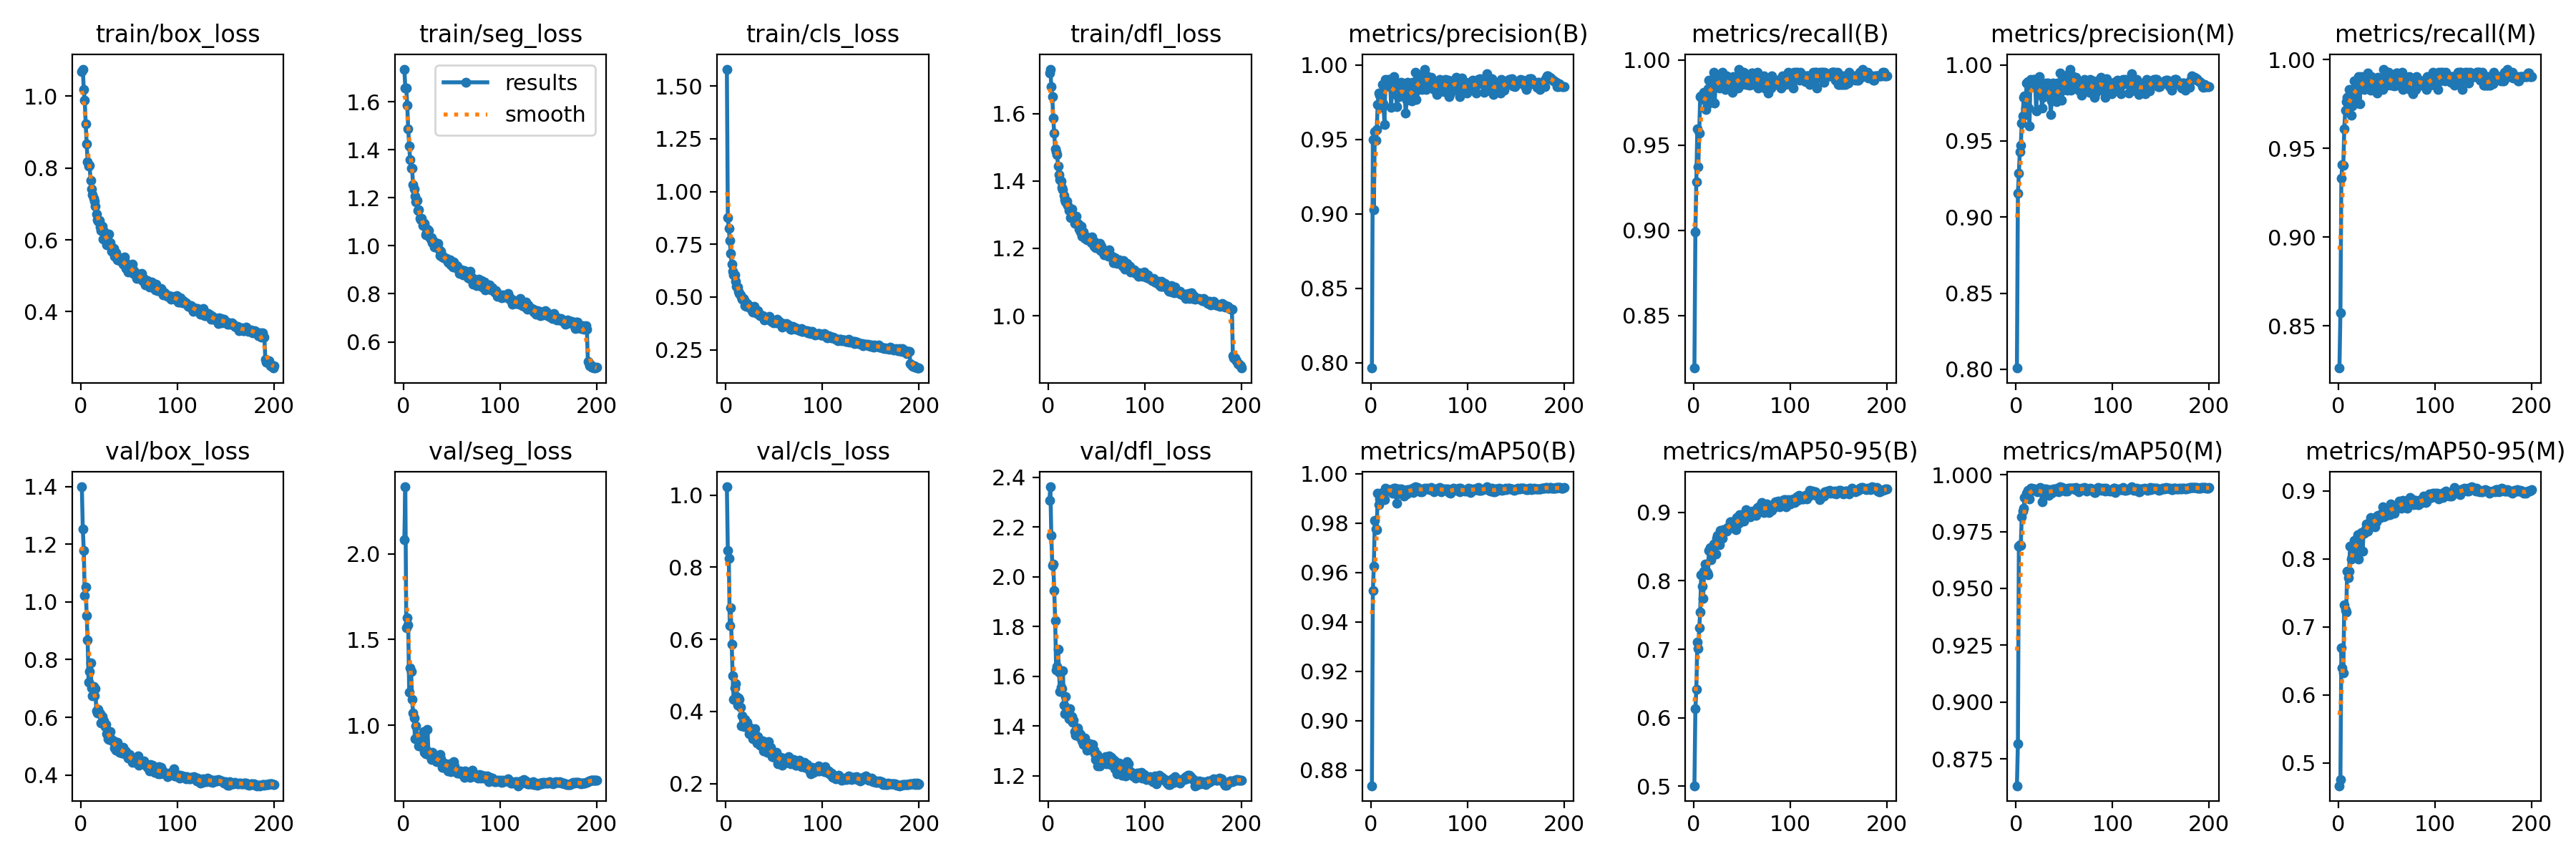 train/box_loss
train/seg_loss
train/cls_loss
train/dfl_loss
metrics/precision(B)
metrics/recall(B)
metrics/precision(M)
metrics/recall(M)
1.0
0.8
0.6
0.4
0 100 200
results
smooth
1.6
1.4
1.2
1.0
0.8
0.6
0 100 200
1.50
1.25
1.00
0.75
0.50
0.25
0 100 200
1.6
1.4
1.2
1.0
0 100 200
1.00
0.95
0.90
0.85
0.80
0 100 200
1.00
0.95
0.90
0.85
0 100 200
1.00
0.95
0.90
0.85
0.80
0 100 200
1.00
0.95
0.90
0.85
0 100 200
val/box_loss
val/seg_loss
val/cls_loss
val/dfl_loss
metrics/mAP50(B)
metrics/mAP50-95(B)
metrics/mAP50(M)
metrics/mAP50-95(M)
1.4
1.2
1.0
0.8
0.6
0.4
0 100 200
2.0
1.5
1.0
0 100 200
1.0
0.8
0.6
0.4
0.2
0 100 200
2.4
2.2
2.0
1.8
1.6
1.4
1.2
0 100 200
1.00
0.98
0.96
0.94
0.92
0.90
0.88
0 100 200
0.9
0.8
0.7
0.6
0.5
0 100 200
1.000
0.975
0.950
0.925
0.900
0.875
0 100 200
0.9
0.8
0.7
0.6
0.5
0 100 200